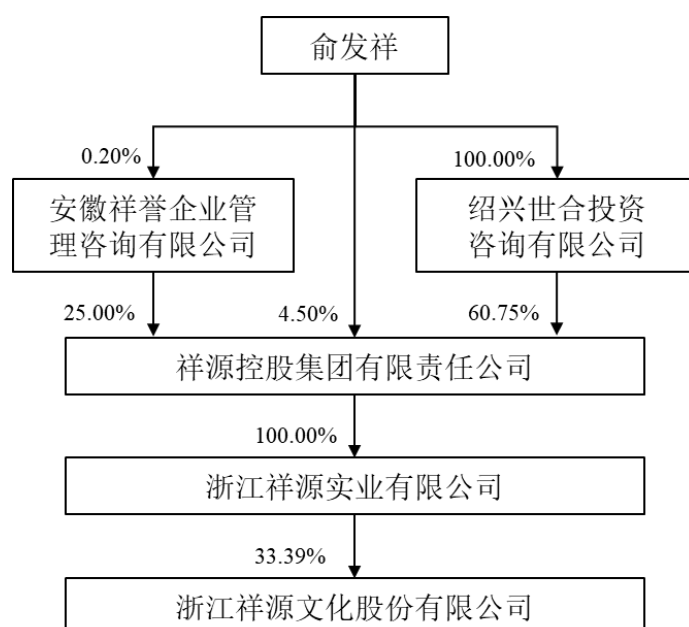 俞发祥
0.20%
100.00%
安徽祥誉企业管
理咨询有限公司
绍兴世合投资
咨询有限公司
25.00%
4.50%
60.75%
祥源控股集团有限责任公司
100.00%
浙江祥源实业有限公司
33.39%
浙江祥源文化股份有限公司